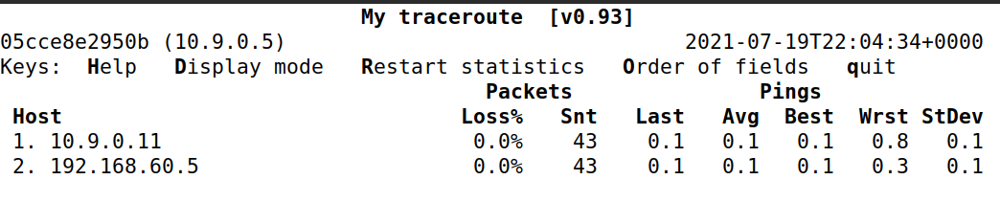 My traceroute [v0.93]
05cce8e2950b (10.9.0.5) 2021-07-19T22:04:34+0000
Keys: Help Display mode Restart statistics Order of fields quit
Packets Pings
Host Loss% Snt Last Avg Best Wrst StDev
1. 10.9.0.11 0.0% 43 0.1 0.1 0.1 0.8 0.1
2. 192.168.60.5 0.0% 43 0.1 0.1 0.1 0.3 0.1